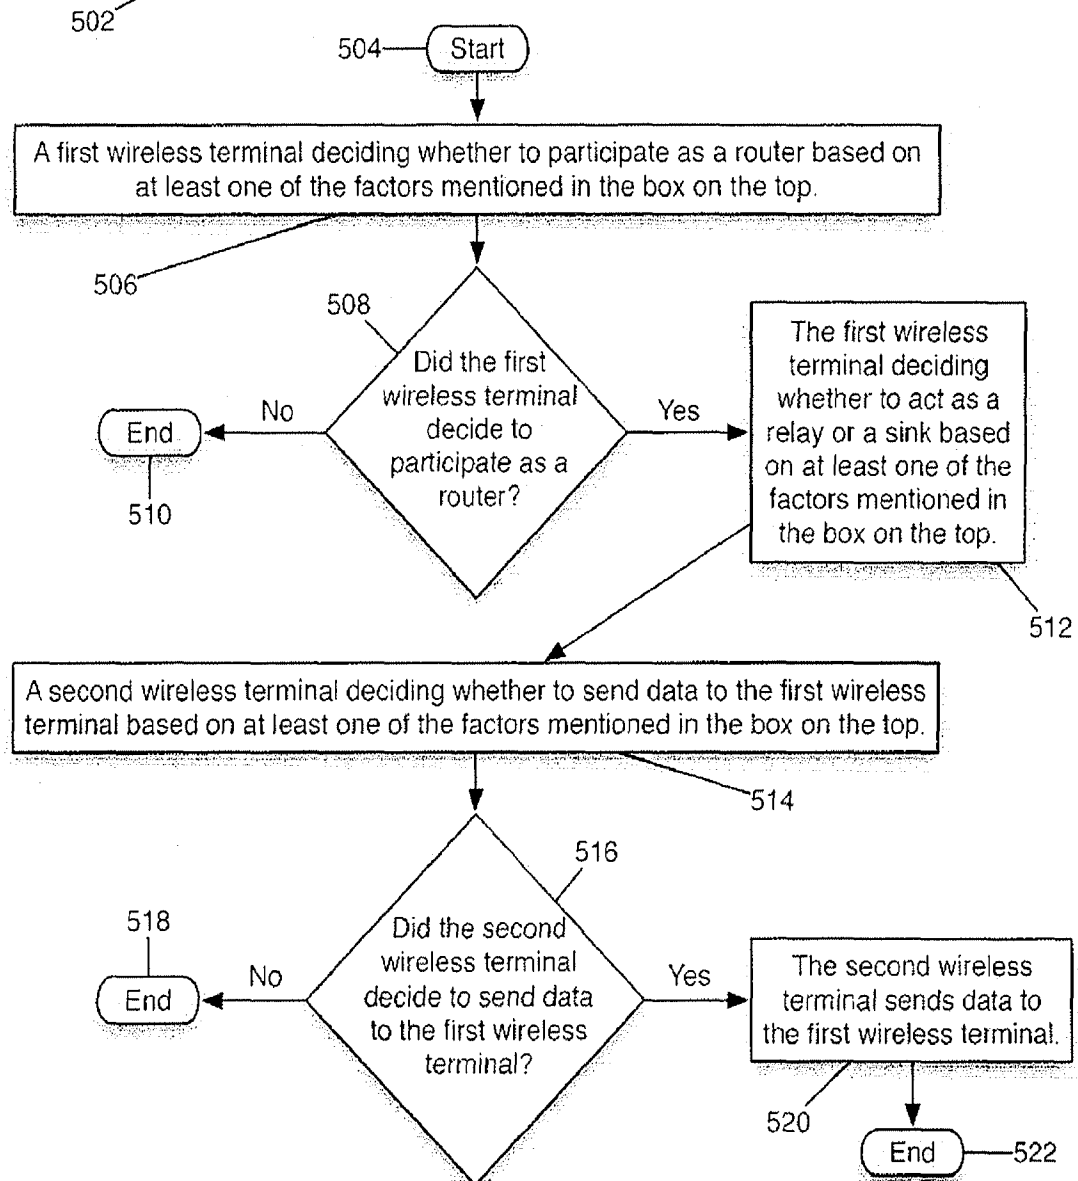 502
504
Start
A first wireless terminal deciding whether to participate as a router based on
at least one of the factors mentioned in the box on the top.
506
508
Did the first
wireless terminal
decide to
participate as a
router?
No
End
510
Yes
The first wireless
terminal deciding
whether to act as a
relay or a sink based
on at least one of the
factors mentioned in
the box on the top.
512
A second wireless terminal deciding whether to send data to the first wireless
terminal based on at least one of the factors mentioned in the box on the top.
514
516
Did the second
wireless terminal
decide to send data
to the first wireless
terminal?
518
No
End
Yes
The second wireless
terminal sends data to
the first wireless terminal.
520
End
522